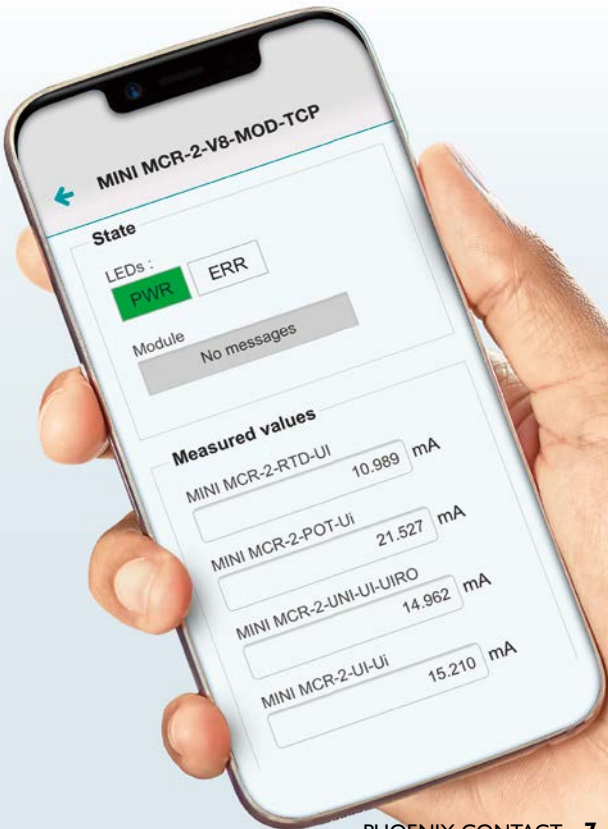 MINI MCR-2-V8-MOD-TCP
State
LEDs :
PWR ERR
Module
No messages
Measured values
MINI MCR-2-RTD-UI
10.989 mA
MINI MCR-2-POT-Ui
21.527 mA
MINI MCR-2-UNI-UI-UIRO
14.962 mA
MINI MCR-2-UI-Ui
15.210 mA
PHOENIX CONTACT 7